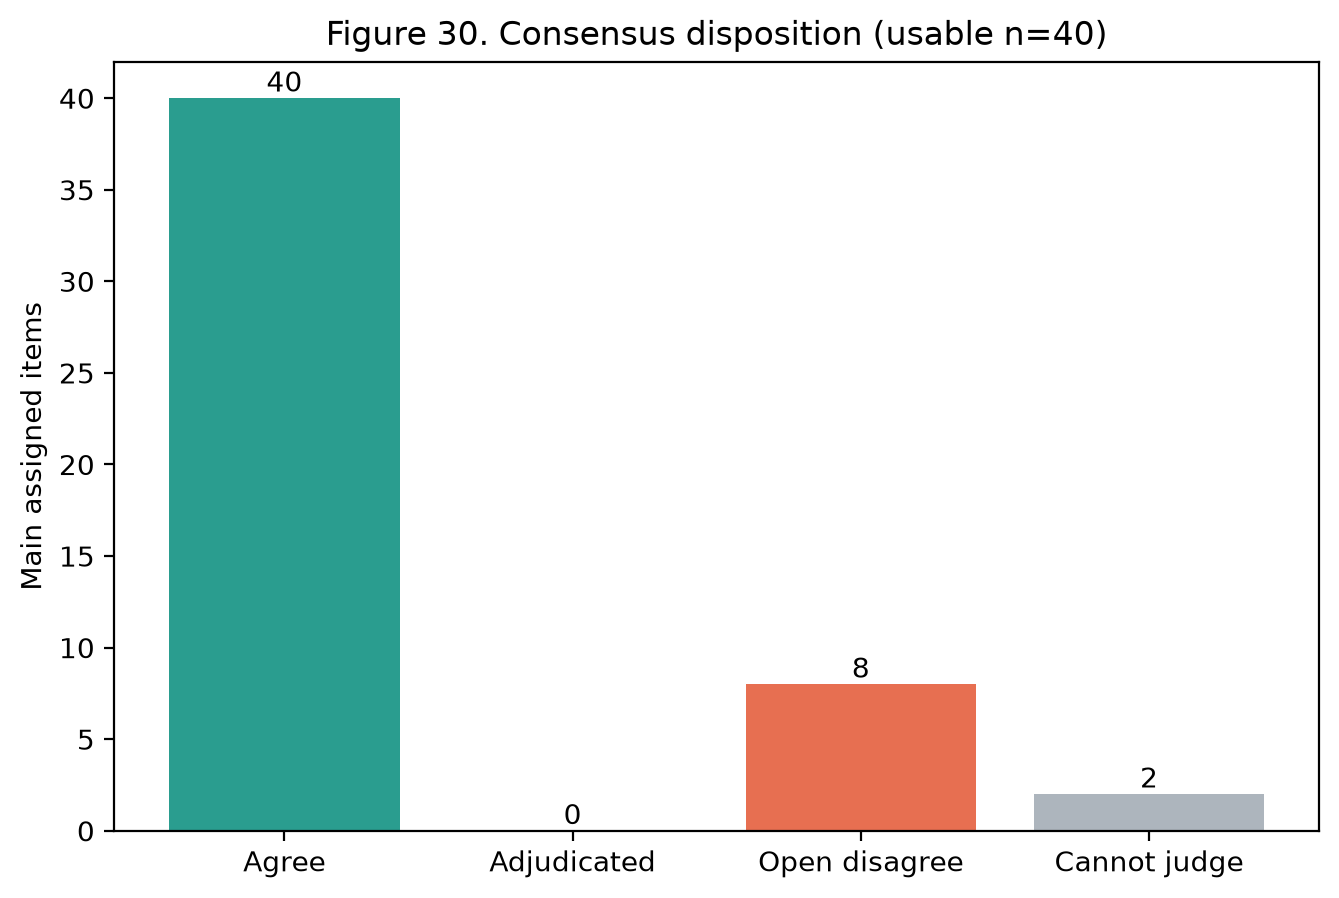 Figure 30. Consensus disposition (usable n=40)
Main assigned items
40
35
30
25
20
15
10
5
0
40
0
8
2
Agree
Adjudicated
Open disagree
Cannot judge